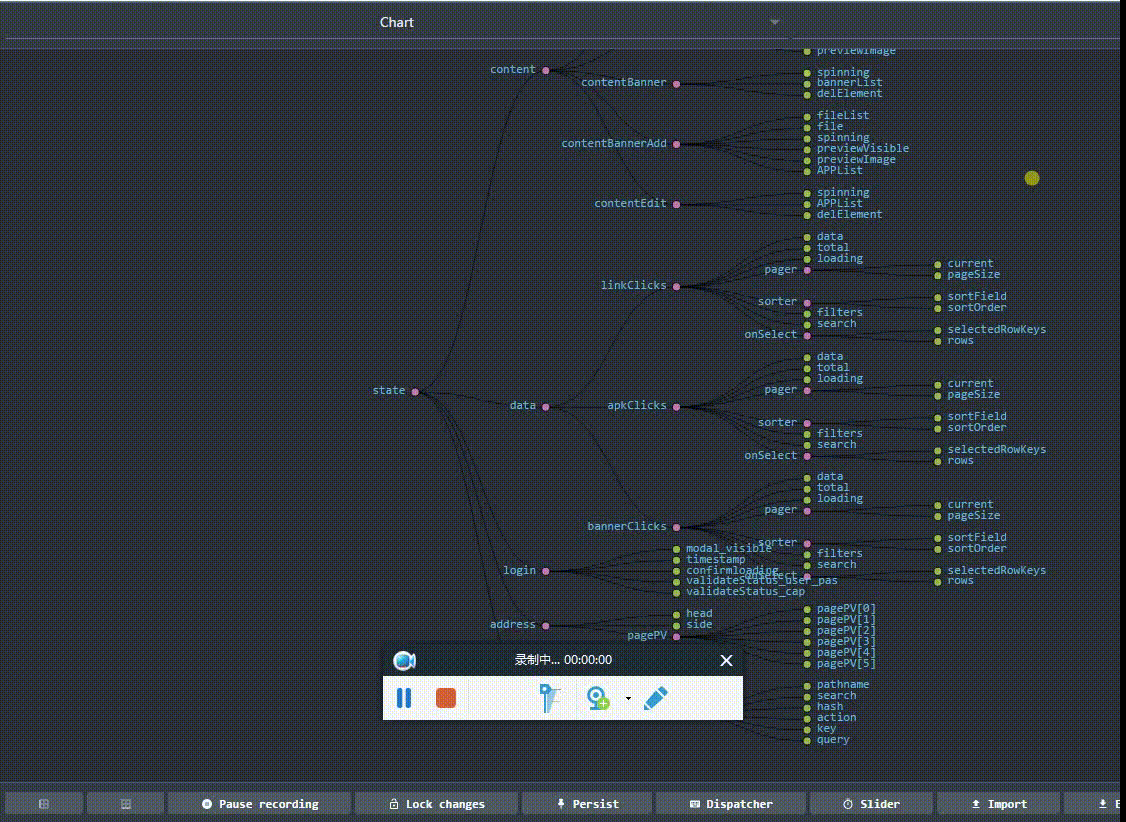 Chart
previewImage
content
spinning
contentBanner
bannerList
delElement
fileList
file
spinning
contentBannerAdd
previewVisible
previewImage
APPList
spinning
contentEdit
APPList
delElement
data
total
loading
pager
current
pageSize
linkClicks
sorter
sortField
sortOrder
filters
search
onSelect
selectedRowKeys
rows
data
total
loading
pager
current
pageSize
state
data
apkClicks
sorter
sortField
sortOrder
filters
search
onSelect
selectedRowKeys
rows
data
total
loading
pager
current
pageSize
bannerClicks
sorter
sortField
sortOrder
filters
search
onSelect
selectedRowKeys
rows
login
modal_visible
timestamp
confirmloading
validateStatus_user_pas
validateStatus_cap
address
head
side
pagePV
pagePV[0]
pagePV[1]
pagePV[2]
pagePV[3]
pagePV[4]
pagePV[5]
录制中... 00:00:00
pathname
search
hash
action
key
query
Pause recording
Lock changes
Persist
Dispatcher
Slider
Import